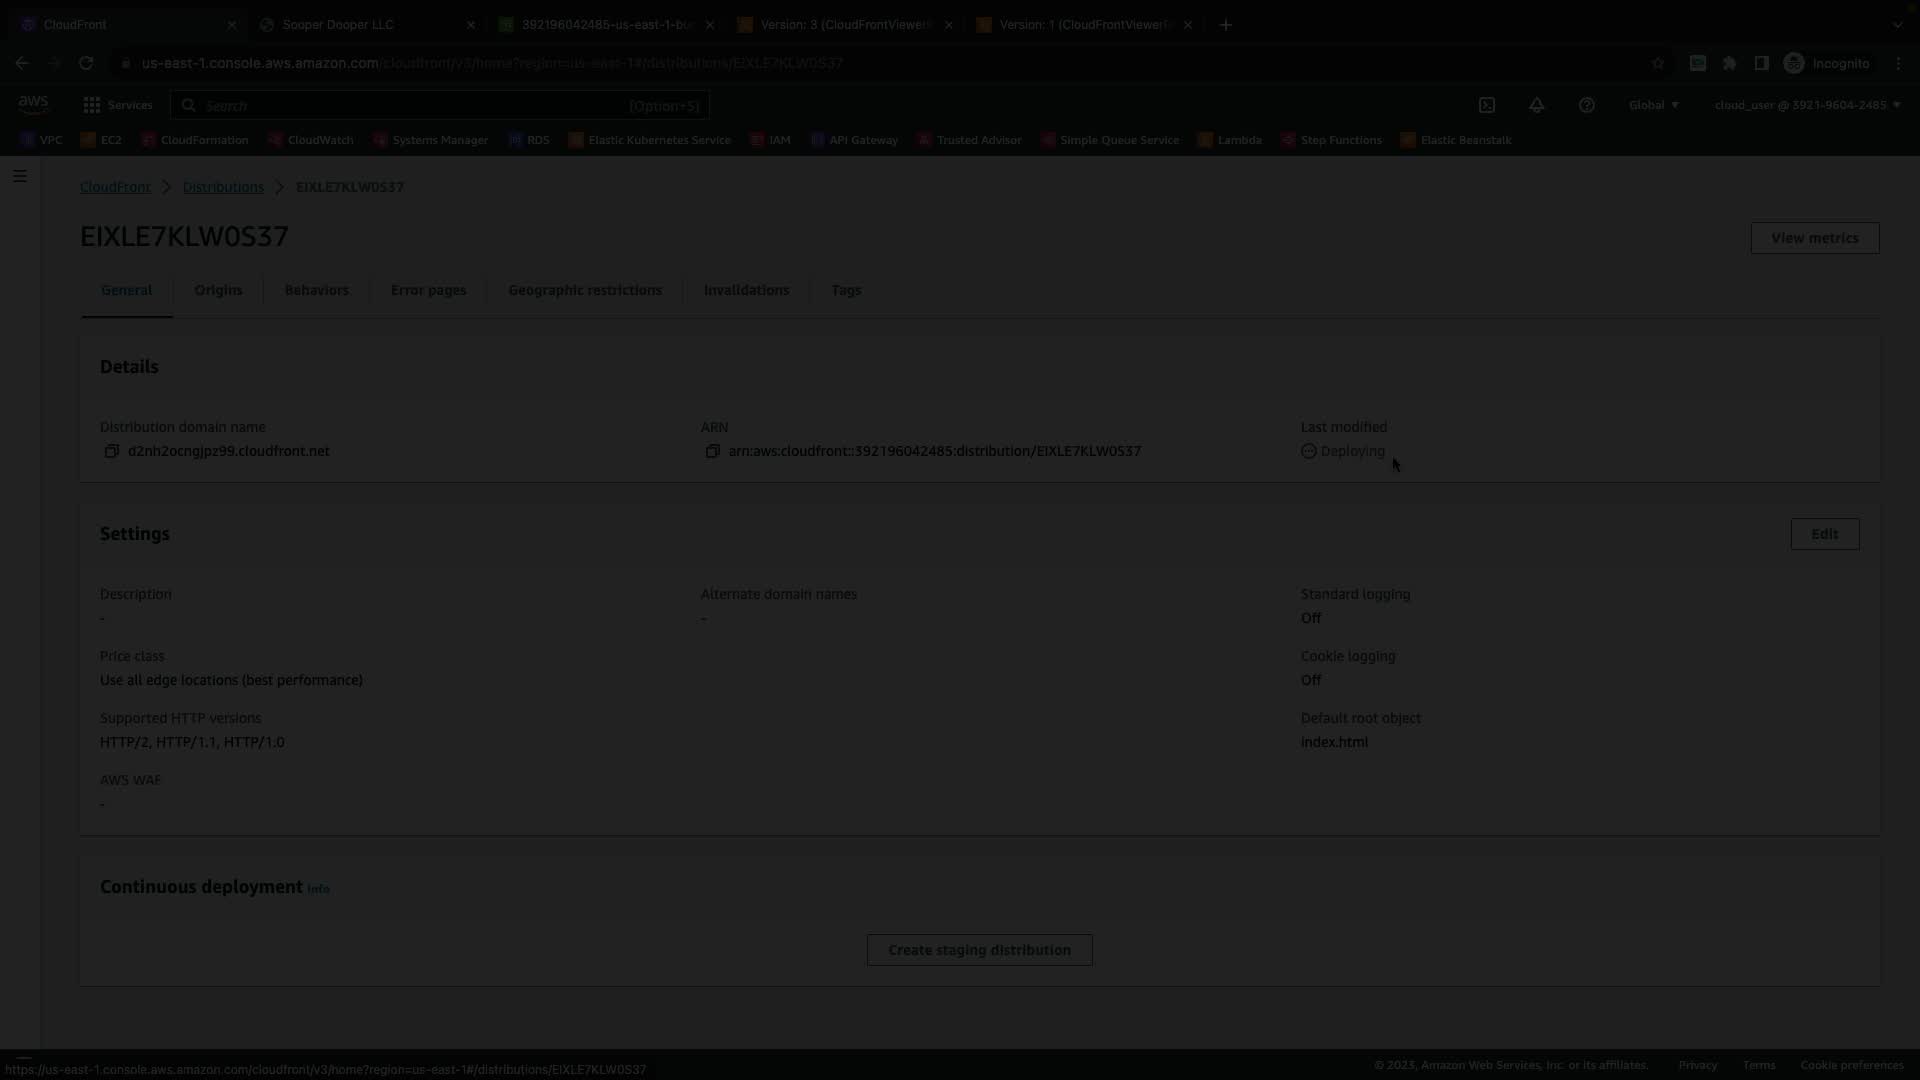 CloudFront
Sooper Dooper LLC
392196042485-us-east-1-bu
Version: 3 (CloudFrontViewer
Version: 1 (CloudFrontViewer
us-east-1.console.aws.amazon.com/cloudfront/v3/home?region=us-east-1#/distributions/EIXLE7KLW0S37
Incognito
aws
Services
Search
[Option+S]
Global
cloud_user @ 3921-9604-2485
VPC
EC2
CloudFormation
CloudWatch
Systems Manager
RDS
Elastic Kubernetes Service
IAM
API Gateway
Trusted Advisor
Simple Queue Service
Lambda
Step Functions
Elastic Beanstalk
CloudFront
Distributions
EIXLE7KLW0S37
EIXLE7KLW0S37
View metrics
General
Origins
Behaviors
Error pages
Geographic restrictions
Invalidations
Tags
Details
Distribution domain name
d2nh2ocngjpz99.cloudfront.net
ARN
arn:aws:cloudfront::392196042485:distribution/EIXLE7KLW0S37
Last modified
Deploying
Settings
Edit
Description
-
Alternate domain names
-
Standard logging
Off
Price class
Use all edge locations (best performance)
Cookie logging
Off
Supported HTTP versions
HTTP/2, HTTP/1.1, HTTP/1.0
Default root object
index.html
AWS WAF
-
Continuous deployment Info
Create staging distribution
https://us-east-1.console.aws.amazon.com/cloudfront/v3/home?region=us-east-1#/distributions/EIXLE7KLW0S37
© 2023, Amazon Web Services, Inc. or its affiliates.
Privacy
Terms
Cookie preferences